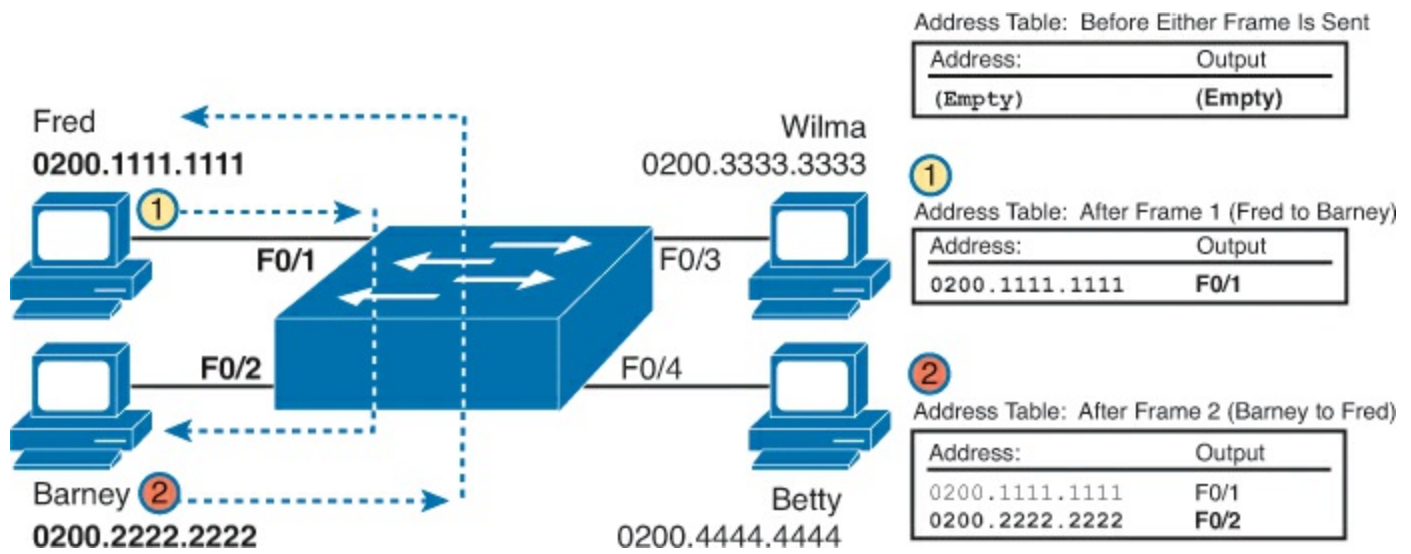 Address Table: Before Either Frame Is Sent
Address: Output
(Empty) (Empty)
Fred
0200.1111.1111
1
F0/1
F0/2
Barney 2
0200.2222.2222
Wilma
0200.3333.3333
F0/3
F0/4
Betty
0200.4444.4444
1
Address Table: After Frame 1 (Fred to Barney)
Address: Output
0200.1111.1111 F0/1
2
Address Table: After Frame 2 (Barney to Fred)
Address: Output
0200.1111.1111 F0/1
0200.2222.2222 F0/2